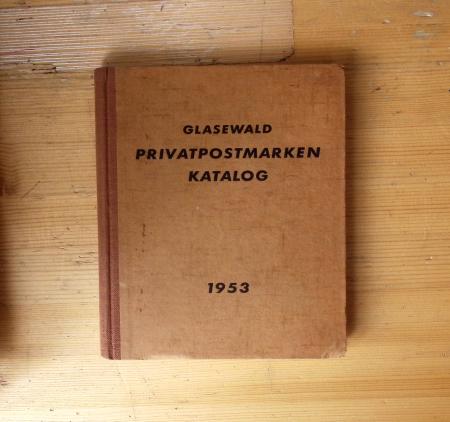 GLASEWALD
PRIVATPOSTMARKEN
KATALOG
1953